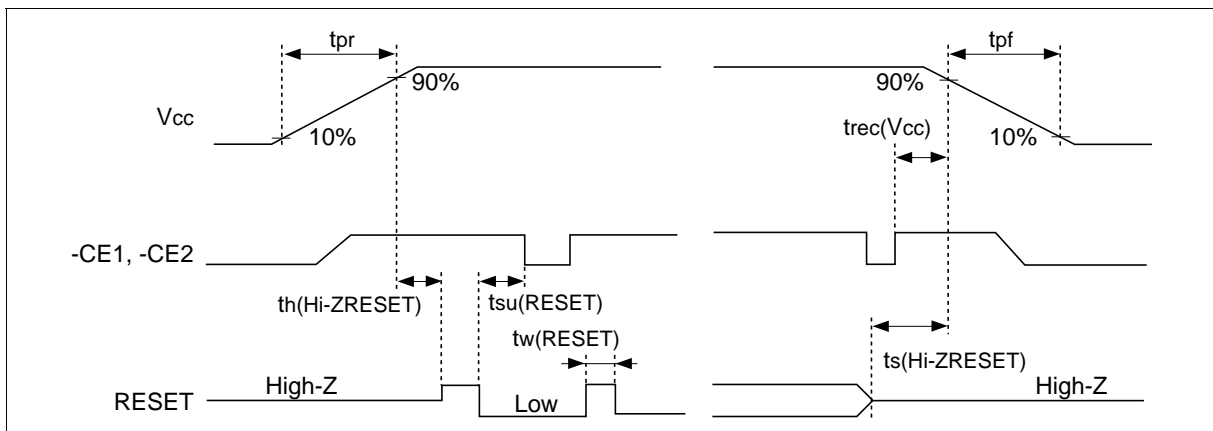 tpr
tpf
90%
90%
Vcc
10%
trec(Vcc)
10%
-CE1, -CE2
th(Hi-ZRESET)
tsu(RESET)
tw(RESET)
ts(Hi-ZRESET)
RESET
High-Z
Low
High-Z